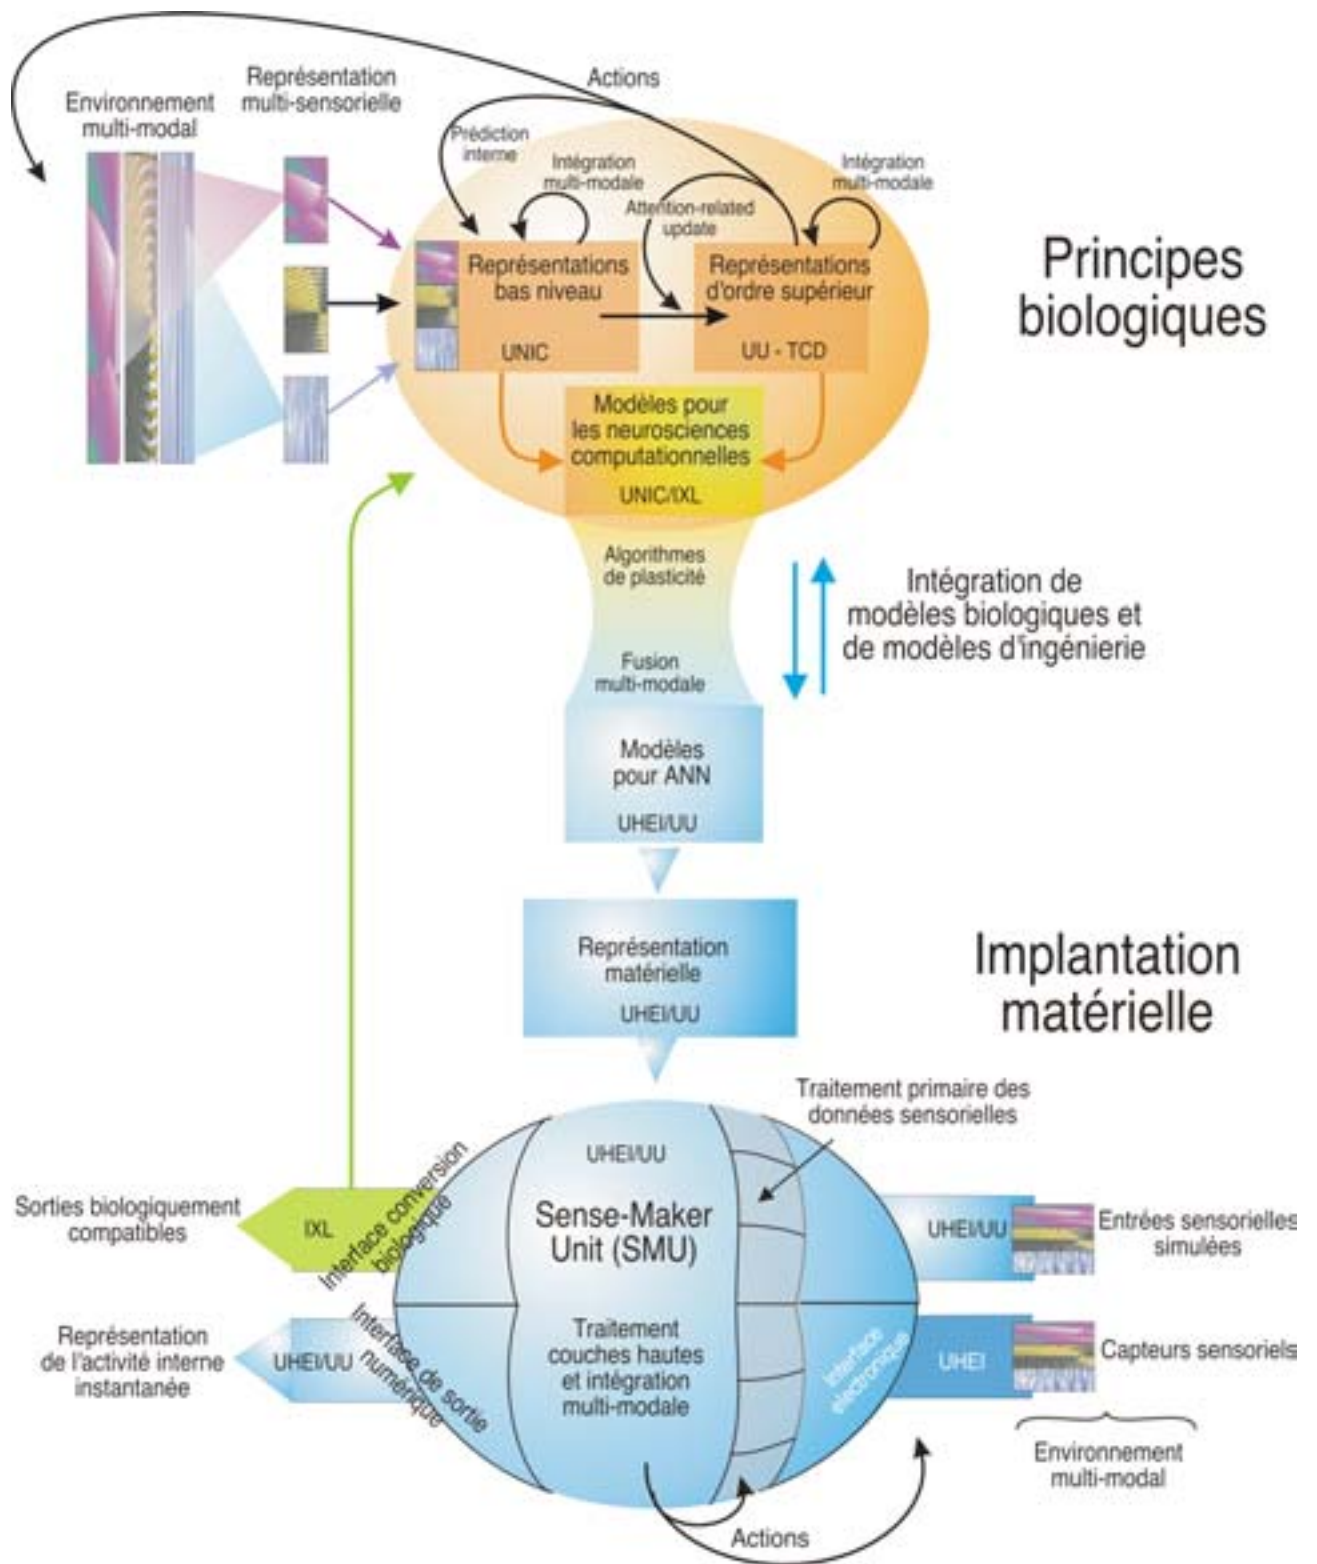 Actions
Représentation
multi-sensorielle
Environnement
multi-modal
Prédiction
interne
Intégration
multi-modale
Intégration
multi-modale
Attention-related
update
Représentations
bas niveau
UNIC
Représentations
d'ordre supérieur
UU - TCD
Principes
biologiques
Modèles pour
les neurosciences
computationnelles
UNIC/IXL
Algorithmes
de plasticité
Fusion
multi-modale
Intégration de
modèles biologiques et
de modèles d'ingénierie
Modèles
pour ANN
UHEI/UU
Représentation
matérielle
UHEI/UU
Implantation
matérielle
Traitement primaire des
données sensorielles
UHEI/UU
Sense-Maker
Unit (SMU)
Traitement
couches hautes
et intégration
multi-modale
Sorties biologiquement
compatibles
IXL
Interface conversion
biologique
Représentation
de l'activité interne
instantanée
UHEI/UU
Interface de sortie
numérique
Interface
électronique
UHEI/UU
Entrées sensorielles
simulées
UHEI
Capteurs sensoriels
Environnement
multi-modal
Actions